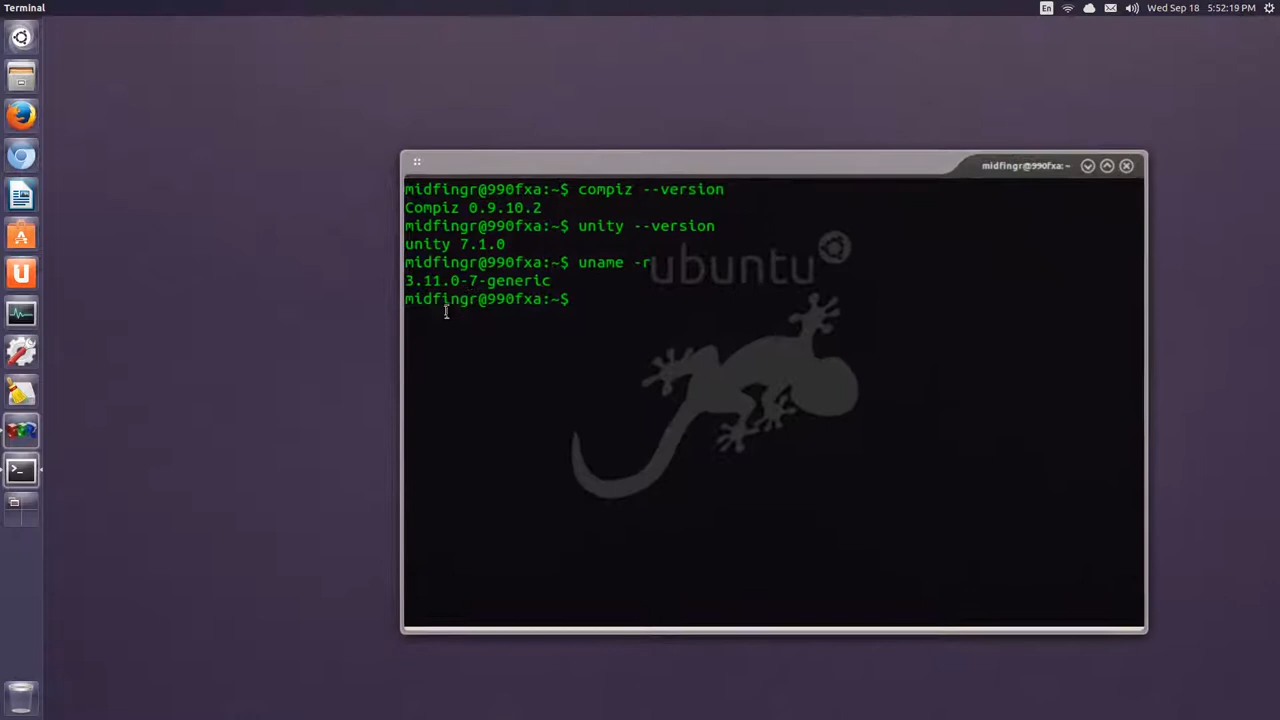 Terminal
En
Wed Sep 18 5:52:19 PM
midfingr@990fxa: ~
midfingr@990fxa:~$ compiz --version
Compiz 0.9.10.2
midfingr@990fxa:~$ unity --version
unity 7.1.0
midfingr@990fxa:~$ uname -r
3.11.0-7-generic
midfingr@990fxa:~$
ubuntu